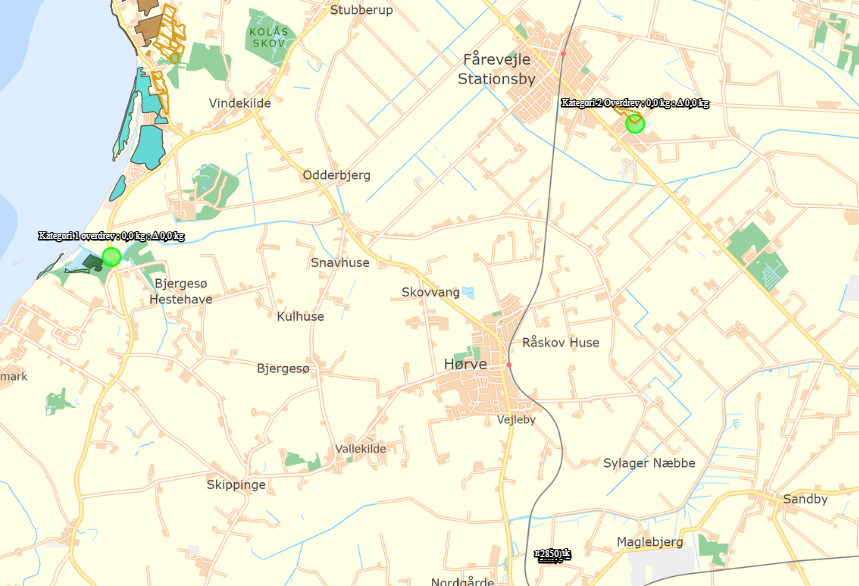 Stubberup
KOLÅS
SKOV
Fårevejle
Stationsby
Vindekilde
Kategori 2 Overdrev : 0,0 kg : Δ 0,0 kg
Odderbjerg
Kategori 1 overdrev : 0,0 kg : Δ 0,0 kg
Snavhuse
Bjergesø
Hestehave
Skovvang
Kulhuse
Råskov Huse
Hørve
Bjergesø
mark
Vejleby
Vallekilde
Sylager Næbbe
Skippinge
Sandby
Maglebjerg
Nordgårde